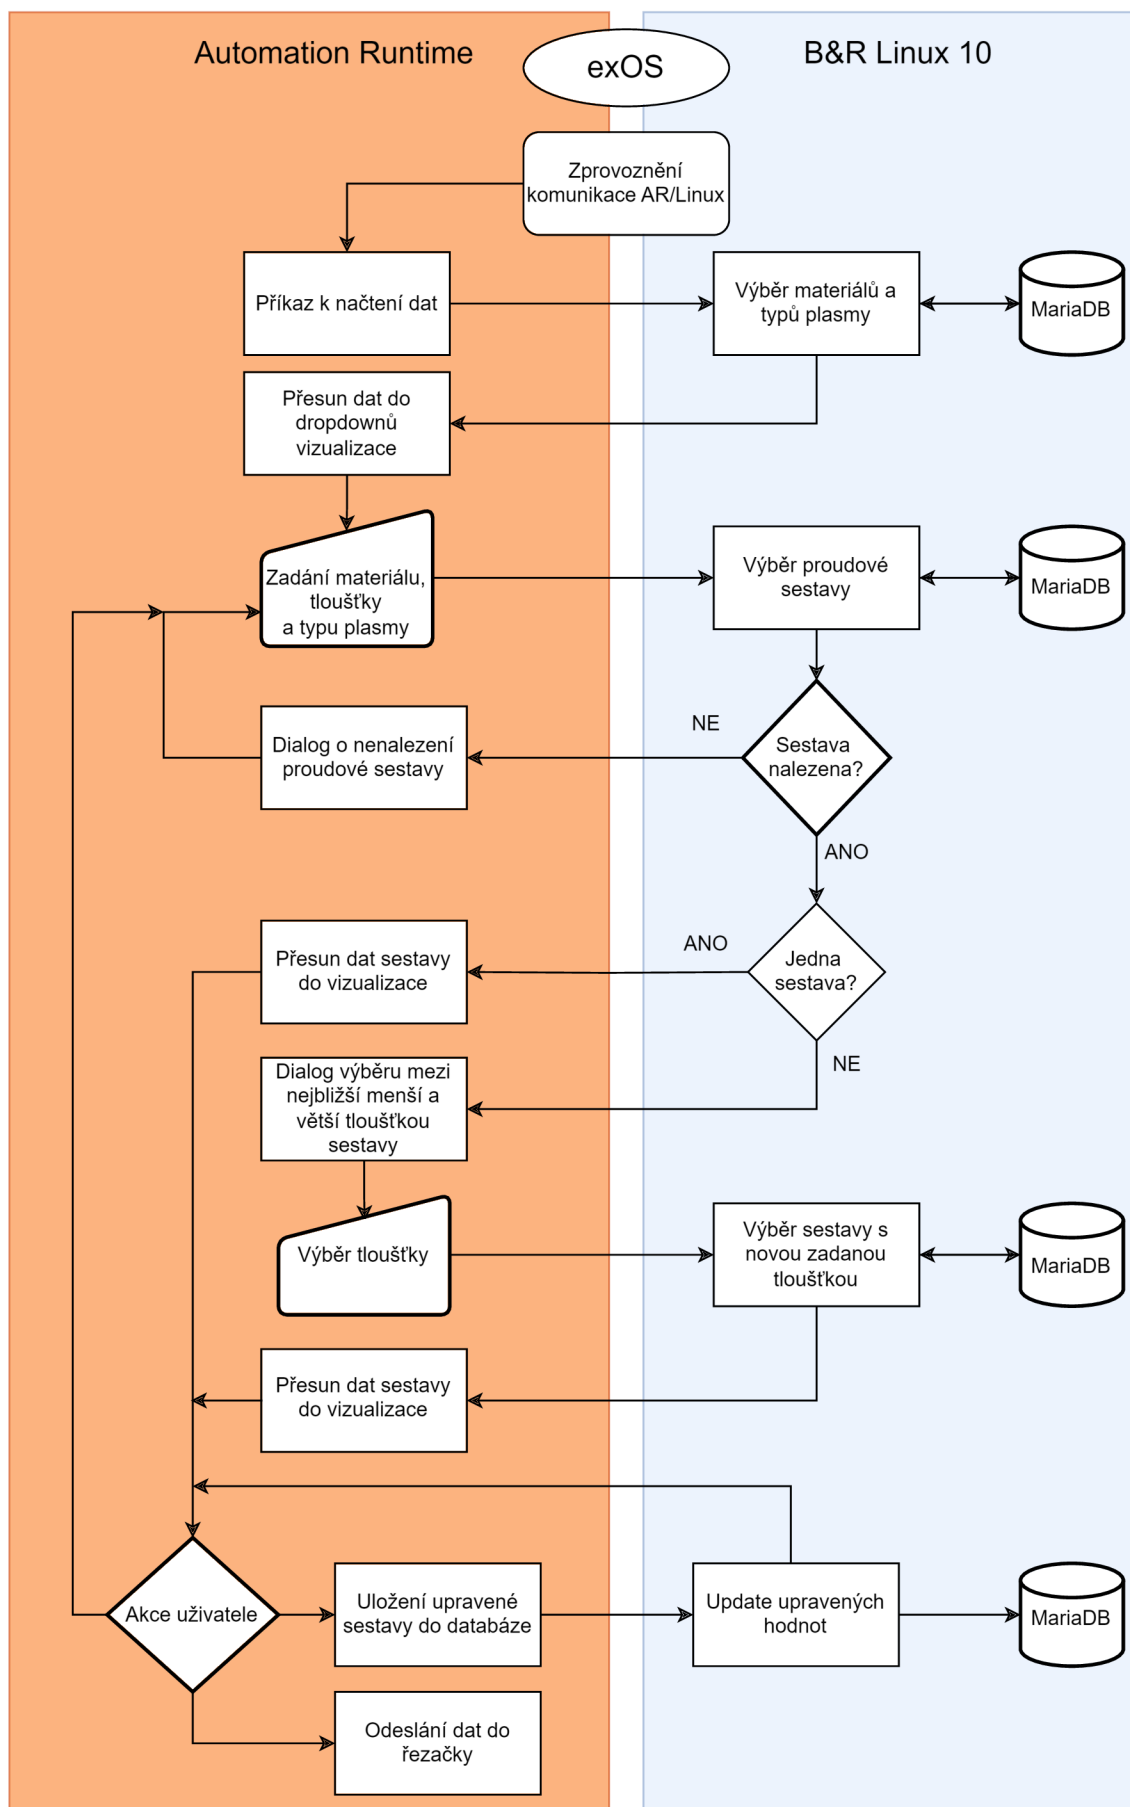 Automation Runtime
exOS
B&R Linux 10
Zprovoznění
komunikace AR/Linux
Příkaz k načtení dat
Výběr materiálů a
typů plasmy
MariaDB
Přesun dat do
dropdownů
vizualizace
Zadání materiálu,
tloušťky
a typu plasmy
Výběr proudové
sestavy
MariaDB
NE
Sestava
nalezena?
Dialog o nenalezení
proudové sestavy
ANO
ANO
Jedna
sestava?
Přesun dat sestavy
do vizualizace
NE
Dialog výběru mezi
nejbližší menší a
větší tloušťkou
sestavy
Výběr tloušťky
Výběr sestavy s
novou zadanou
tloušťkou
MariaDB
Přesun dat sestavy
do vizualizace
Akce uživatele
Uložení upravené
sestavy do databáze
Update upravených
hodnot
MariaDB
Odeslání dat do
řezačky